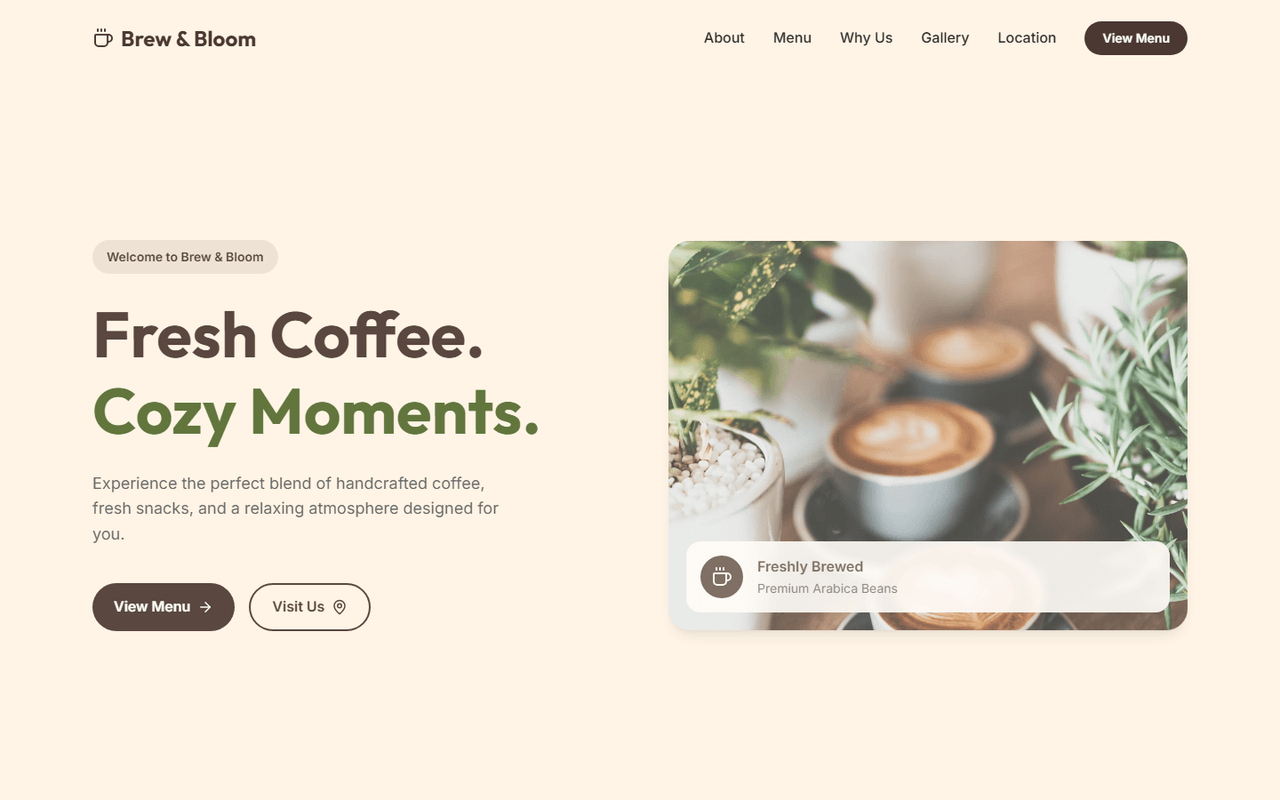 Brew & Bloom
About
Menu
Why Us
Gallery
Location
View Menu
Welcome to Brew & Bloom
Fresh Coffee.
Cozy Moments.
Experience the perfect blend of handcrafted coffee,
fresh snacks, and a relaxing atmosphere designed for
you.
View Menu
Visit Us
Freshly Brewed
Premium Arabica Beans